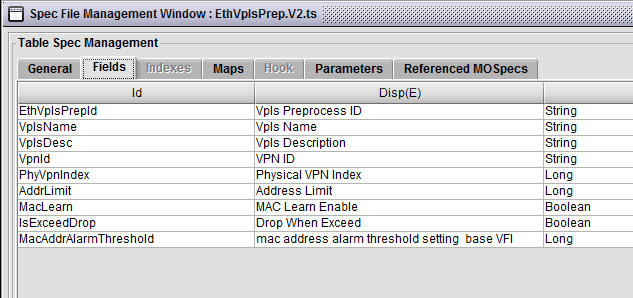 Spec File Management Window : EthVplsPrep.V2.ts
Table Spec Management
General Fields Indexes Maps Hook Parameters Referenced MOSpecs
Id Disp(E)
EthVplsPrepId Vpls Preprocess ID String
VplsName Vpls Name String
VplsDesc Vpls Description String
VpnId VPN ID String
PhyVpnIndex Physical VPN Index Long
AddrLimit Address Limit Long
MacLearn MAC Learn Enable Boolean
IsExceedDrop Drop When Exceed Boolean
MacAddrAlarmThreshold mac address alarm threshold setting  base VFI Long